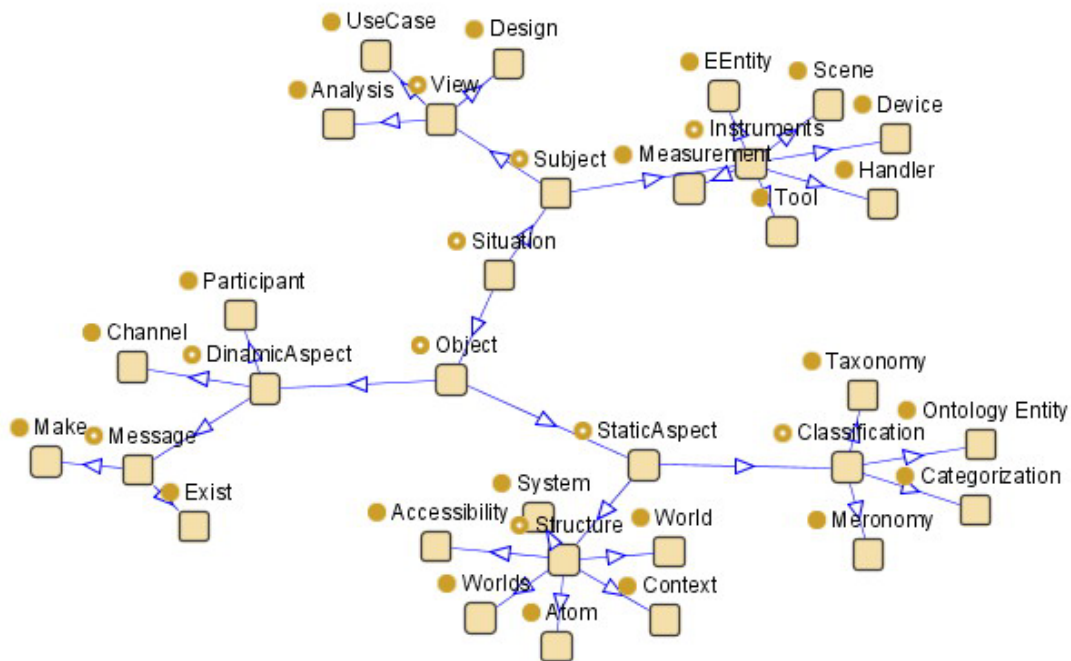 UseCase
Design
Analysis
View
EEntity
Scene
Device
Instruments
Measurement
Handler
Subject
Tool
Situation
Participant
Channel
DinamicAspect
Object
Make
Message
Exist
Taxonomy
Ontology Entity
StaticAspect
Classification
Categorization
System
Meronomy
Accessibility
Structure
World
Worlds
Context
Atom